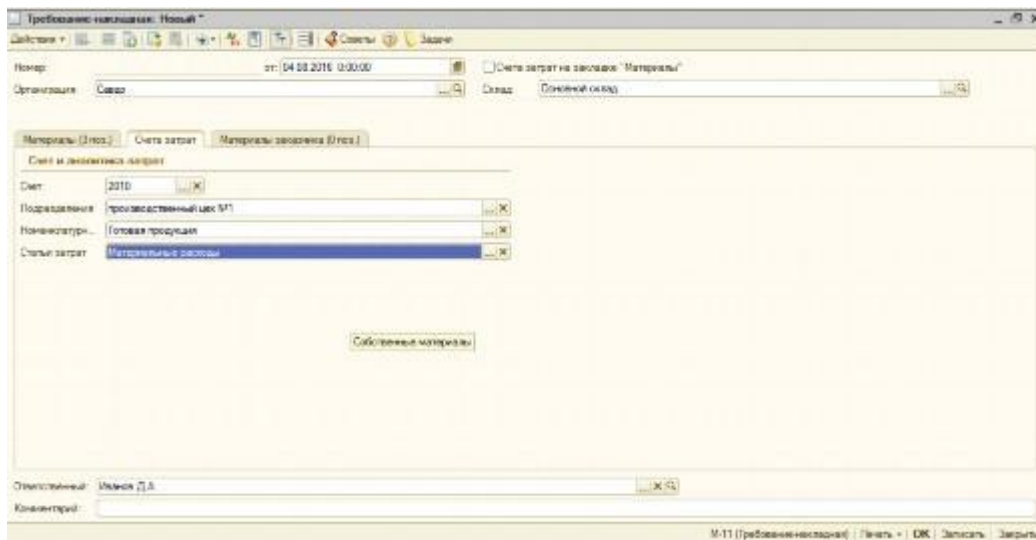 Требование-накладная: Новый *
Действия Советы Задачи
Номер: от: 04.08.2016 0:00:00 Счета затрат на закладке "Материалы"
Организация Склад: Основной склад
Материалы (3 поз.) Счета затрат Материалы заказчика (0 поз.)
Счет и аналитика затрат
Счет 2010
Подразделения производственный цех №1
Номенклатурн... Готовая продукция
Статьи затрат Материальные расходы
Собственные материалы
Ответственный: Иванов Д.А
Комментарий:
М-11 (Требование-накладная) Печать OK Записать Закрыть